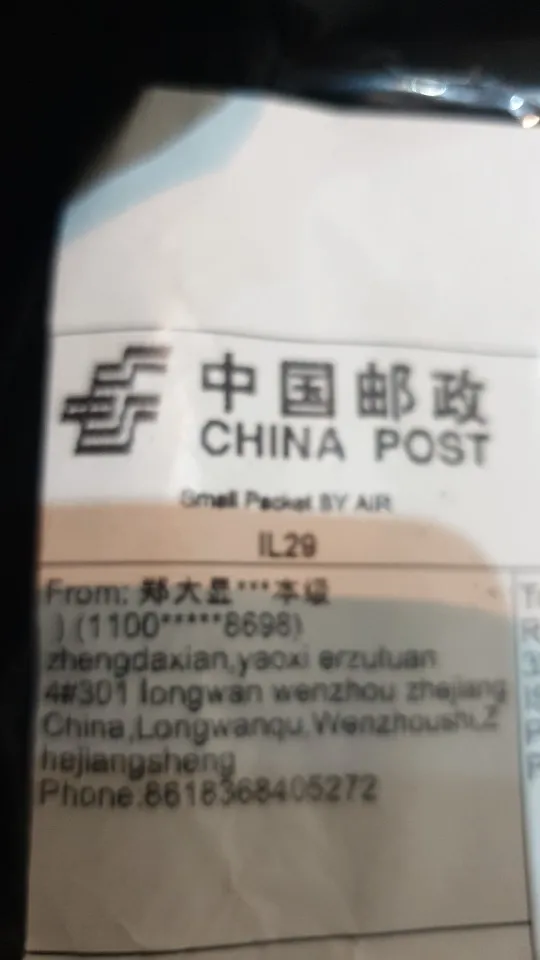 中国邮政
CHINA POST
Small Packet BY AIR
IL29
From: 郑大显***本级
) (1100*****8698)
zhengdaxian,yaoxi erzutuan
4#301 longwan wenzhou zhejiang
China,Longwanqu,Wenzhoushi,Z
hejiangsheng
Phone:8618368405272